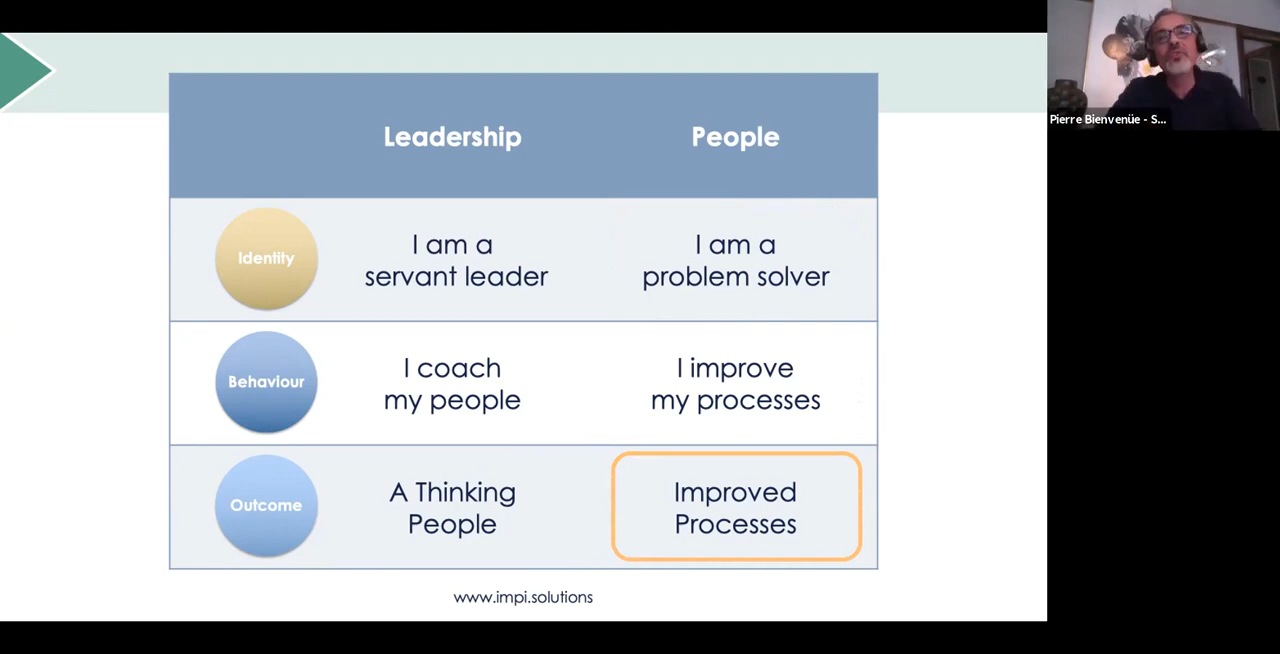 Leadership
People
Identity
I am a
servant leader
I am a
problem solver
Behaviour
I coach
my people
I improve
my processes
Outcome
A Thinking
People
Improved
Processes
www.impi.solutions
Pierre Bienvenüe - S...